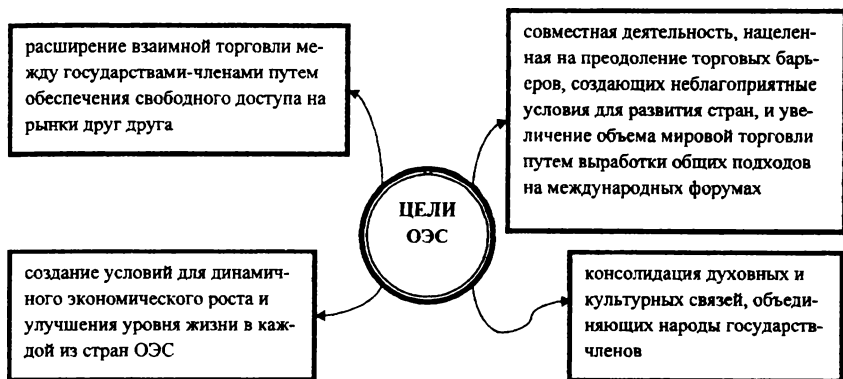 расширение взаимной торговли ме-
жду государствами-членами путем
обеспечения свободного доступа на
рынки друг друга
совместная деятельность, нацелен-
ная на преодоление торговых барь-
еров, создающих неблагоприятные
условия для развития стран, и уве-
личение объема мировой торговли
путем выработки общих подходов
на международных форумах
ЦЕЛИ
ОЭС
создание условий для динамич-
ного экономического роста и
улучшения уровня жизни в каж-
дой из стран ОЭС
консолидация духовных и
культурных связей, объеди-
няющих народы государств-
членов